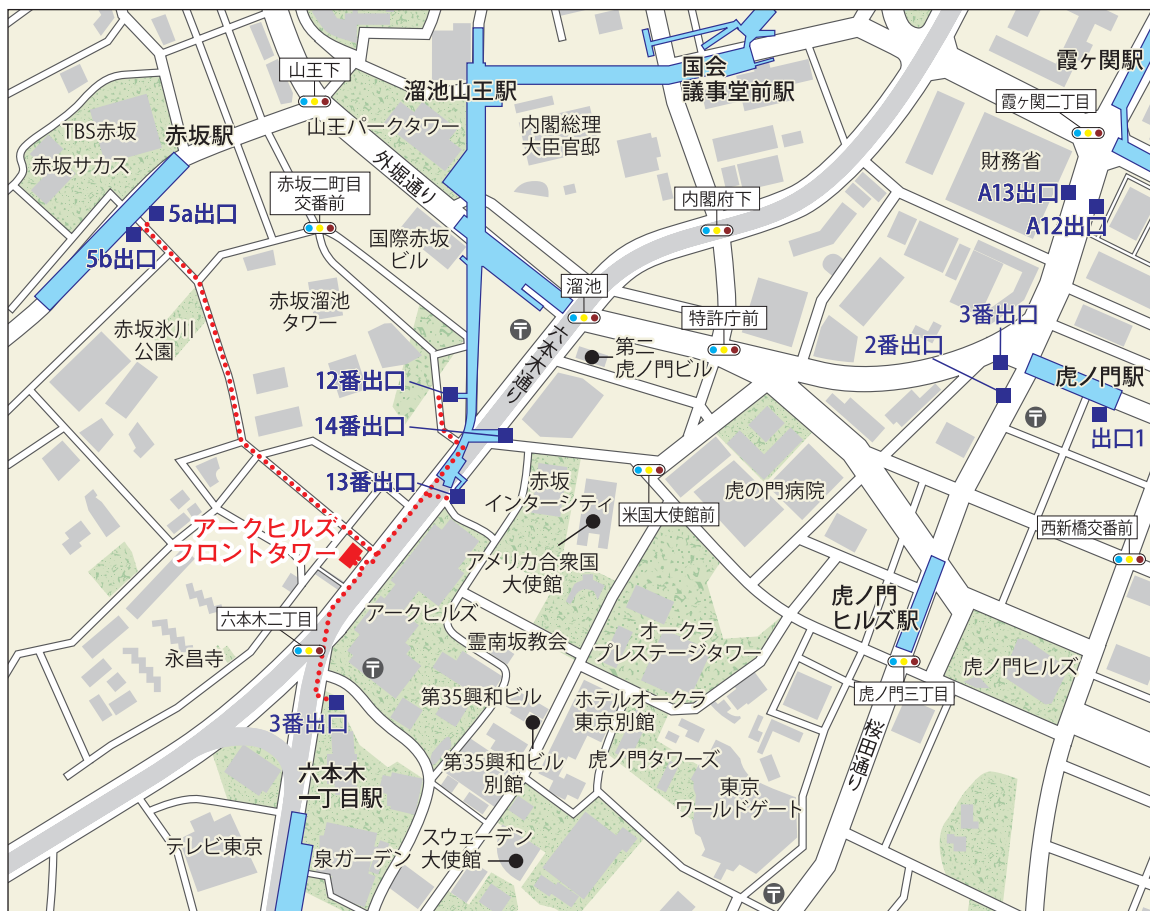 山王下
溜池山王駅
国会
議事堂前駅
霞ヶ関駅
霞ヶ関二丁目
TBS赤坂
赤坂サカス
赤坂駅
山王パークタワー
外堀通り
内閣総理
大臣官邸
財務省
A13出口
A12出口
赤坂二町目
交番前
5a出口
5b出口
国際赤坂
ビル
内閣府下
溜池
赤坂溜池
タワー
赤坂氷川
公園
六本木通り
第二
虎ノ門ビル
特許庁前
3番出口
2番出口
虎ノ門駅
出口1
12番出口
14番出口
13番出口
赤坂
インターシティ
米国大使館前
虎の門病院
西新橋交番前
アークヒルズ
フロントタワー
アメリカ合衆国
大使館
虎ノ門
ヒルズ駅
六本木二丁目
アークヒルズ
霊南坂教会
オークラ
プレステージタワー
永昌寺
虎ノ門ヒルズ
虎ノ門三丁目
第35興和ビル
ホテルオークラ
東京別館
3番出口
桜田通り
第35興和ビル
別館
虎ノ門タワーズ
六本木
一丁目駅
東京
ワールドゲート
テレビ東京
泉ガーデン
スウェーデン
大使館